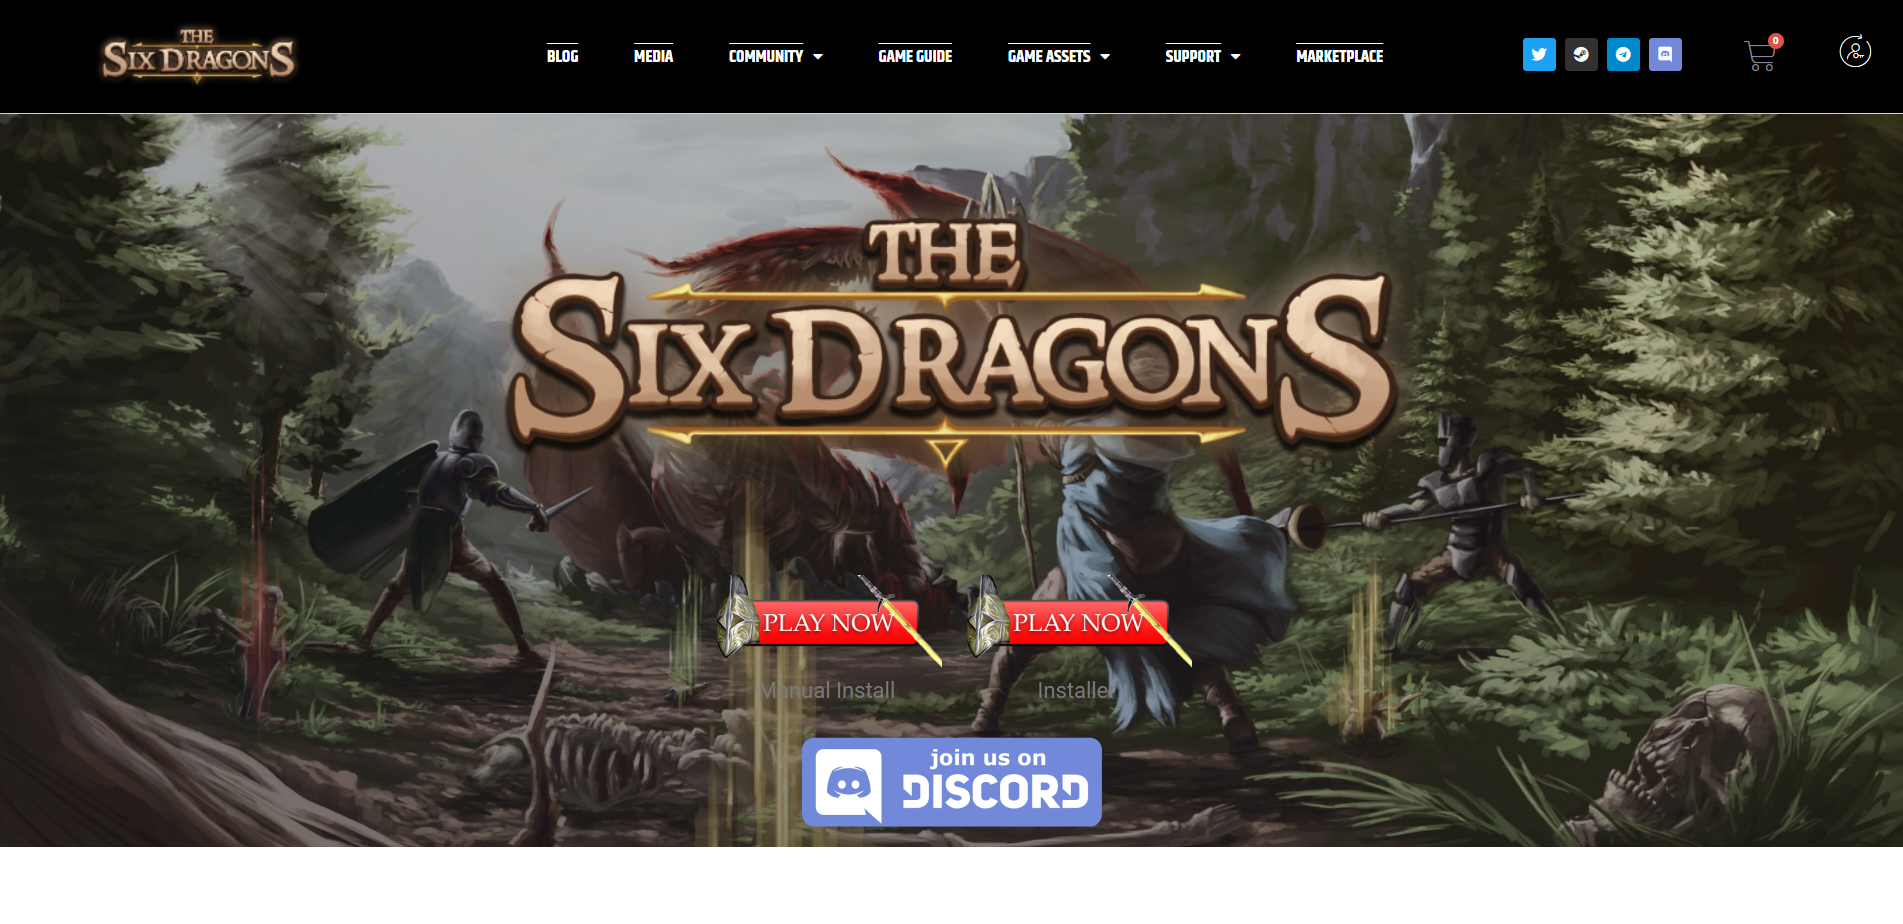 THE
SIX DRAGONS
BLOG MEDIA COMMUNITY GAME GUIDE GAME ASSETS SUPPORT MARKETPLACE
0
THE
SIX DRAGONS
PLAY NOW PLAY NOW
Manual Install Installer
join us on
DISCORD